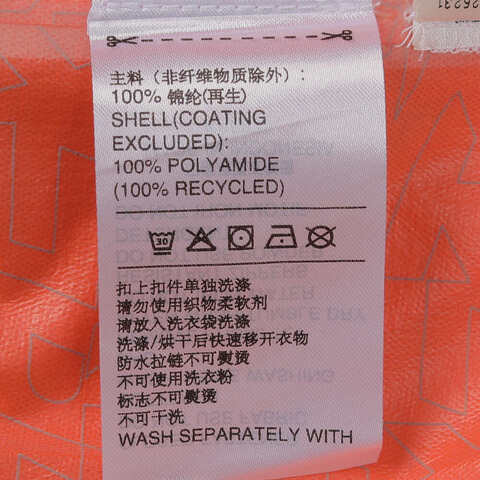 主料（非纤维物质除外）:
100% 锦纶(再生)
SHELL(COATING
EXCLUDED):
100% POLYAMIDE
(100% RECYCLED)
30
扣上扣件单独洗涤
请勿使用织物柔软剂
请放入洗衣袋洗涤
洗涤/烘干后快速移开衣物
防水拉链不可熨烫
不可使用洗衣粉
标志不可熨烫
不可干洗
WASH SEPARATELY WITH